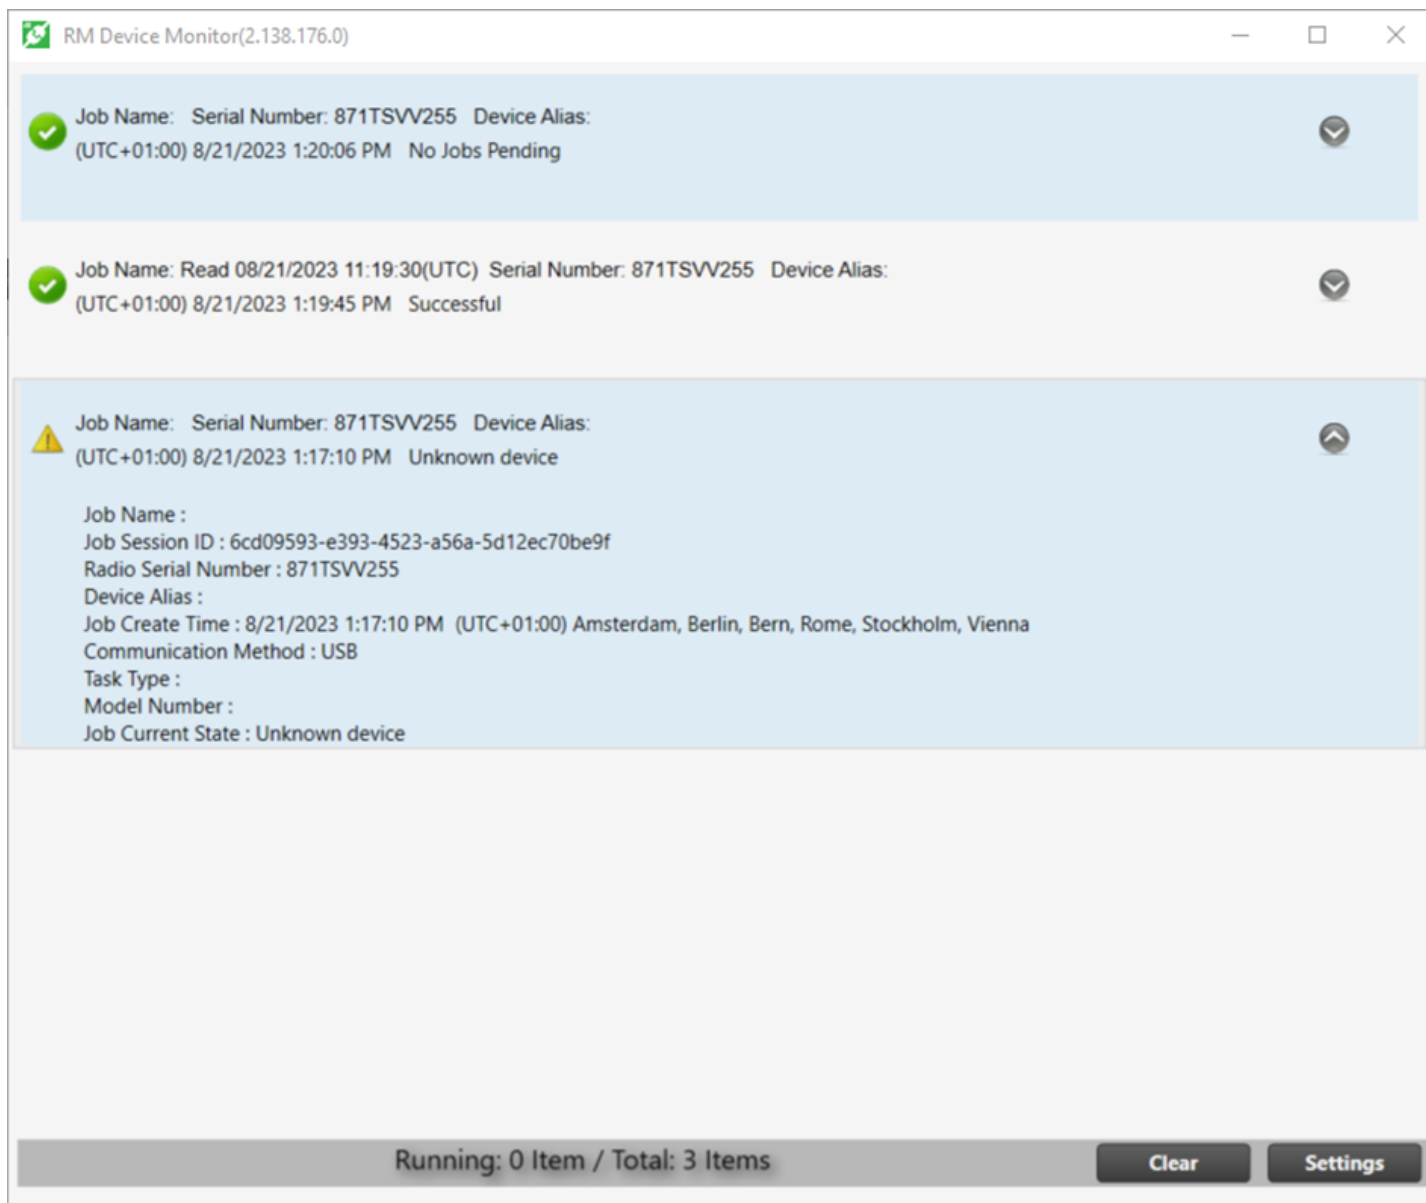 RM Device Monitor(2.138.176.0)
Job Name:   Serial Number: 871TSVV255   Device Alias:
(UTC+01:00) 8/21/2023 1:20:06 PM   No Jobs Pending
Job Name: Read 08/21/2023 11:19:30(UTC)  Serial Number: 871TSVV255   Device Alias:
(UTC+01:00) 8/21/2023 1:19:45 PM   Successful
Job Name:   Serial Number: 871TSVV255   Device Alias:
(UTC+01:00) 8/21/2023 1:17:10 PM   Unknown device
Job Name :
Job Session ID : 6cd09593-e393-4523-a56a-5d12ec70be9f
Radio Serial Number : 871TSVV255
Device Alias :
Job Create Time : 8/21/2023 1:17:10 PM  (UTC+01:00) Amsterdam, Berlin, Bern, Rome, Stockholm, Vienna
Communication Method : USB
Task Type :
Model Number :
Job Current State : Unknown device
Running: 0 Item / Total: 3 Items
Clear
Settings